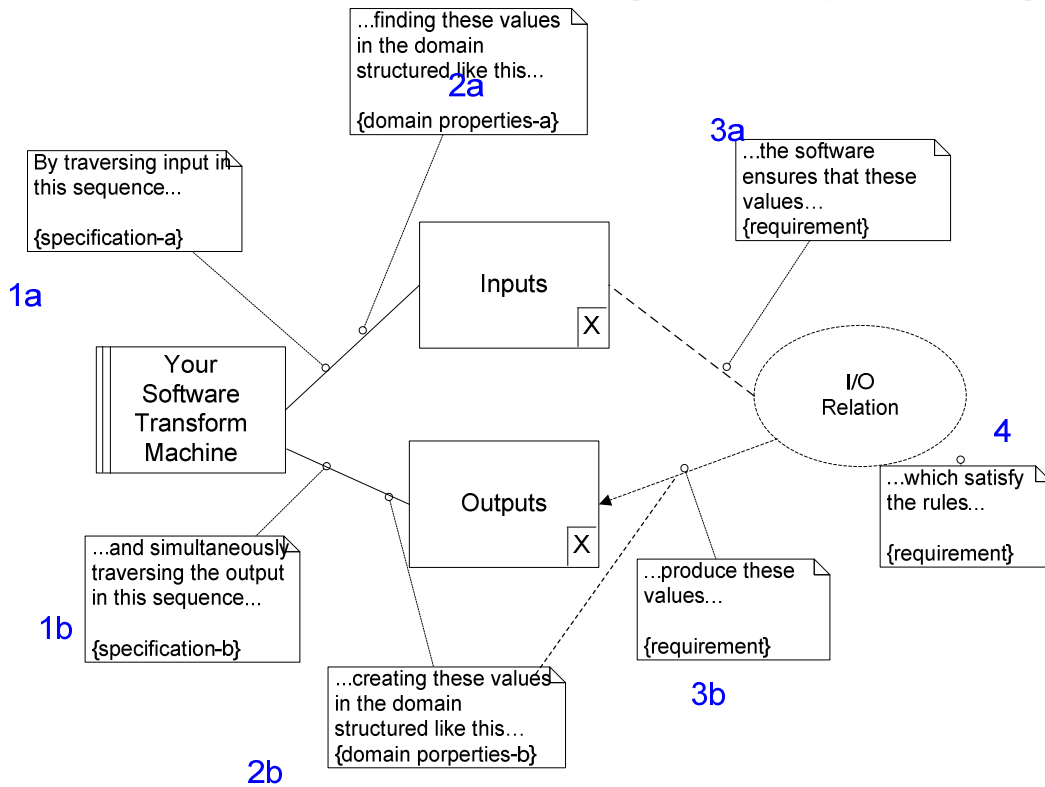 ...finding these values
in the domain
structured like this...
2a
{domain properties-a}
3a
...the software
ensures that these
values...
{requirement}
By traversing input in
this sequence...
{specification-a}
1a
Inputs
X
Your
Software
Transform
Machine
I/O
Relation
4
...which satisfy
the rules...
{requirement}
Outputs
X
...and simultaneously
traversing the output
in this sequence...
{specification-b}
1b
...produce these
values...
{requirement}
3b
...creating these values
in the domain
structured like this...
{domain porperties-b}
2b